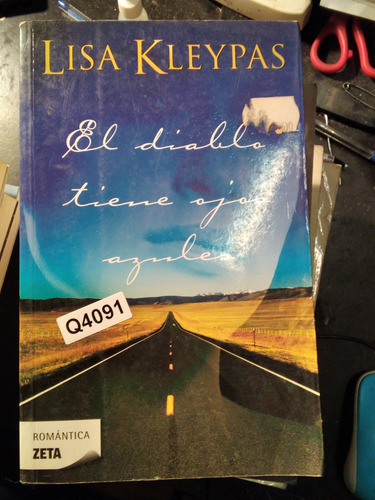 LISA KLEYPAS
El diablo
tiene ojos
azules
Q4091
ROMÁNTICA
ZETA